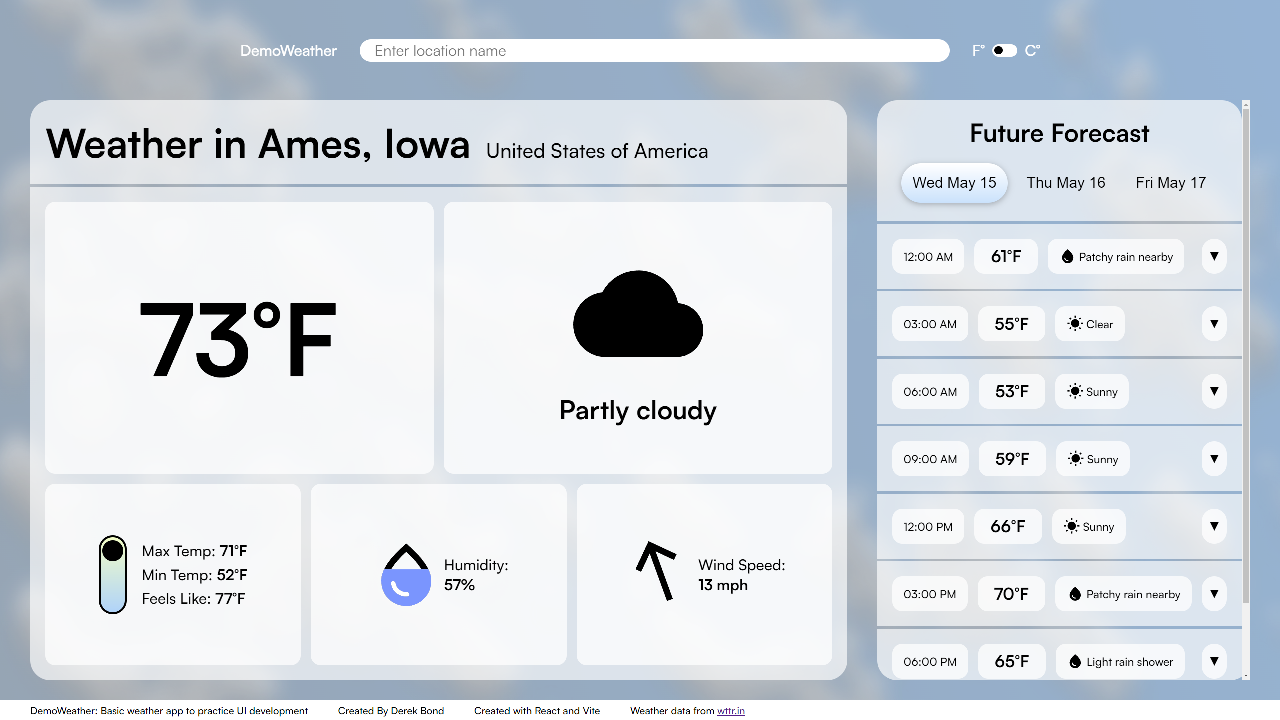 DemoWeather
Enter location name
F° C°
Weather in Ames, Iowa United States of America
73°F
Partly cloudy
Max Temp: 71°F
Min Temp: 52°F
Feels Like: 77°F
Humidity:
57%
Wind Speed:
13 mph
Future Forecast
Wed May 15 Thu May 16 Fri May 17
12:00 AM 61°F Patchy rain nearby ▼
03:00 AM 55°F Clear ▼
06:00 AM 53°F Sunny ▼
09:00 AM 59°F Sunny ▼
12:00 PM 66°F Sunny ▼
03:00 PM 70°F Patchy rain nearby ▼
06:00 PM 65°F Light rain shower ▼
DemoWeather: Basic weather app to practice UI development Created By Derek Bond Created with React and Vite Weather data from wttr.in